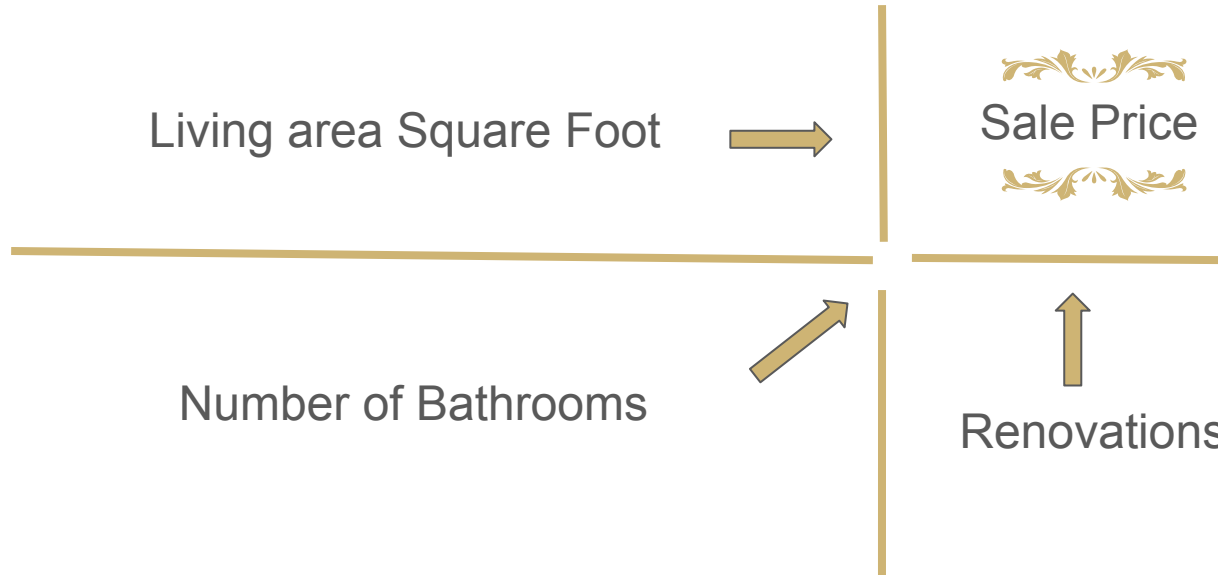 Living area Square Foot
Sale Price
Number of Bathrooms
Renovations